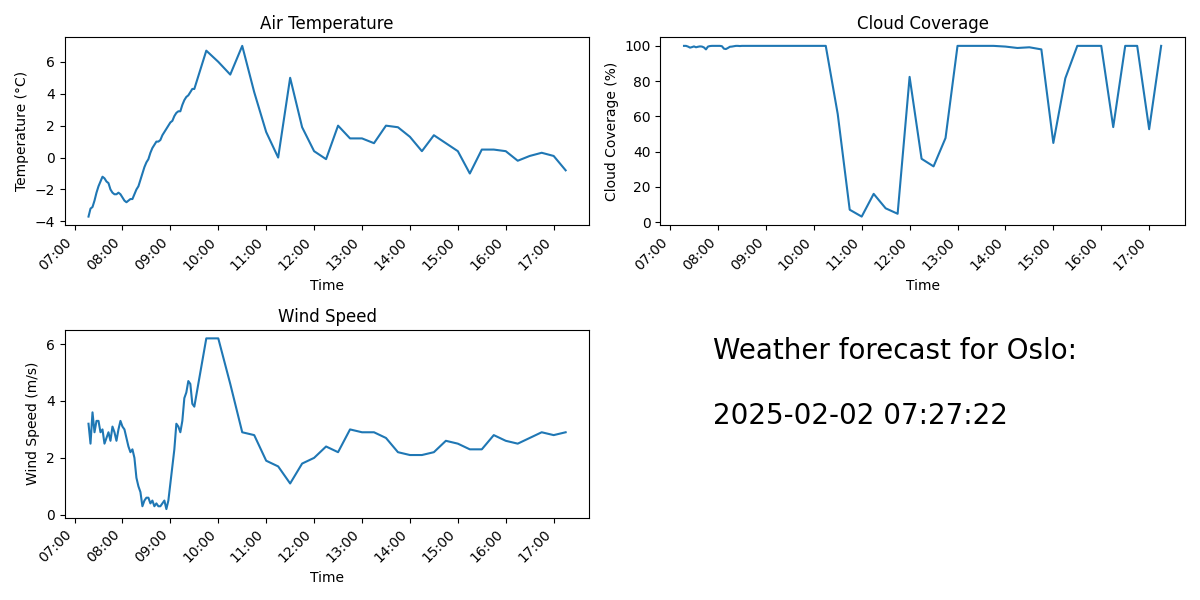 Air Temperature
Temperature (°C)
6
4
2
0
−2
−4
07:00 08:00 09:00 10:00 11:00 12:00 13:00 14:00 15:00 16:00 17:00
Time
Cloud Coverage
Cloud Coverage (%)
100
80
60
40
20
0
07:00 08:00 09:00 10:00 11:00 12:00 13:00 14:00 15:00 16:00 17:00
Time
Wind Speed
Wind Speed (m/s)
6
4
2
0
07:00 08:00 09:00 10:00 11:00 12:00 13:00 14:00 15:00 16:00 17:00
Time
Weather forecast for Oslo:
2025-02-02 07:27:22